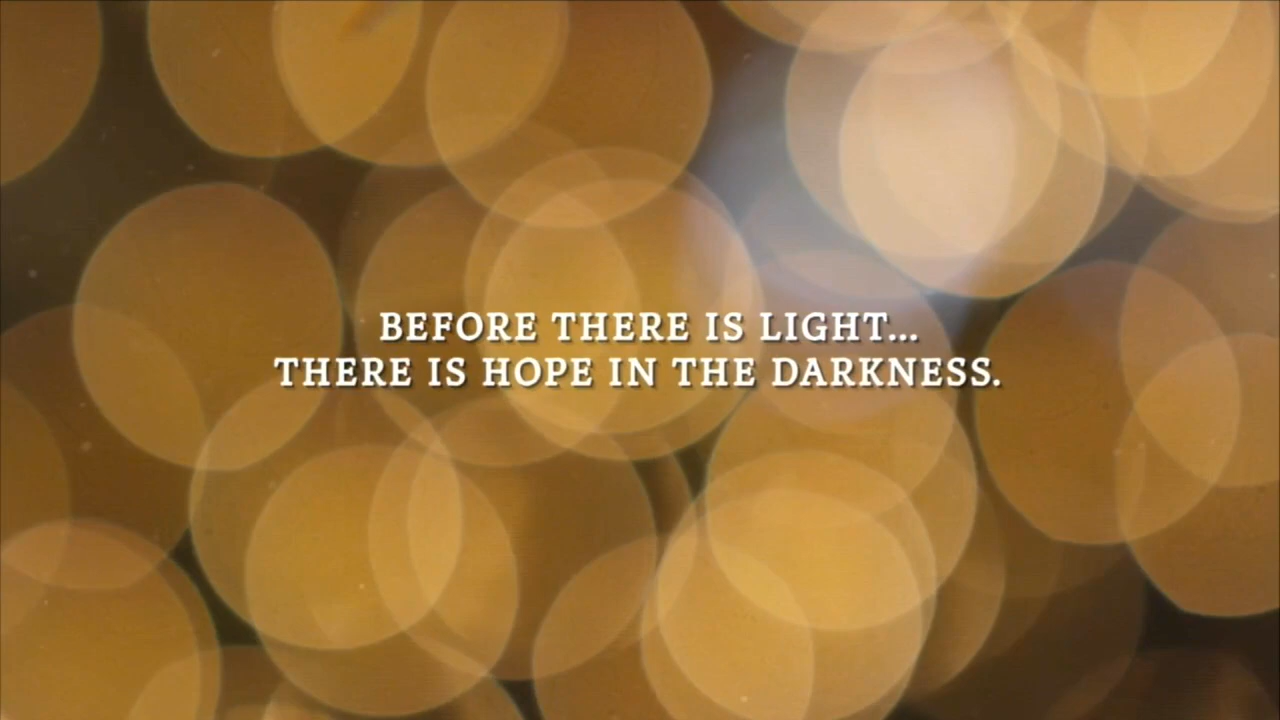 BEFORE THERE IS LIGHT...
THERE IS HOPE IN THE DARKNESS.